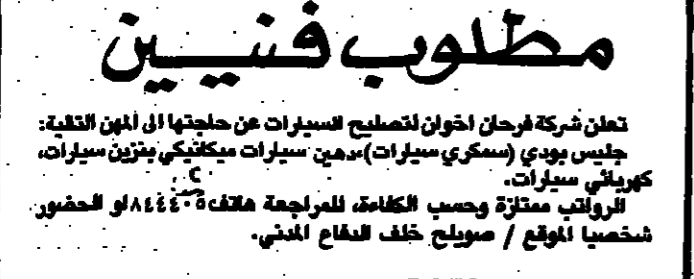 مطلوب فنيين
تعلن شركة فرحان اخوان لتصليح السيارات عن حاجتها الى المهن التالية:
جليس بودي (سمكري سيارات)، دهين سيارات ميكانيكي بنزين سيارات،
كهربائي سيارات.
الرواتب ممتازة وحسب الكفاءة، للمراجعة هاتف او الحضور
شخصيا الموقع / صويلح خلف الدفاع المدني.